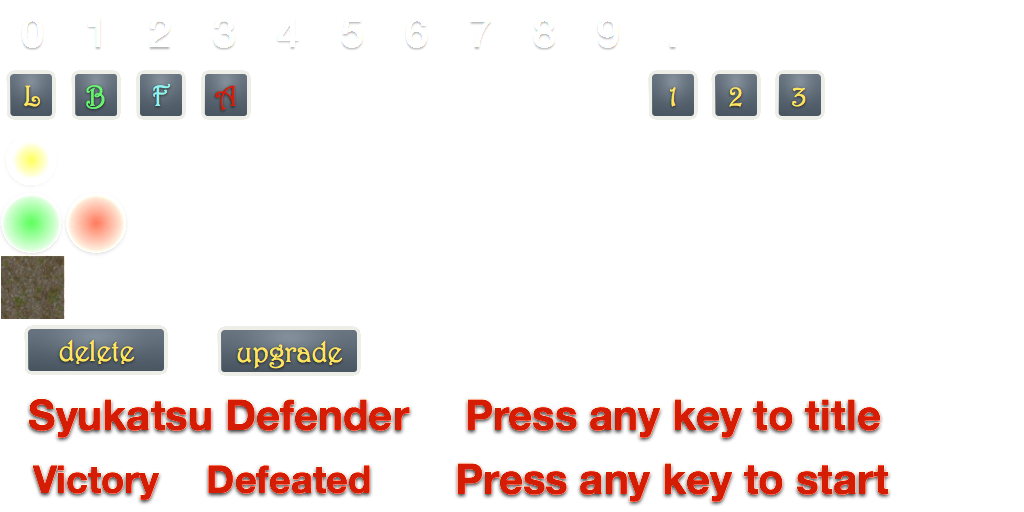 0 1 2 3 4 5 6 7 8 9 .
L B F A 1 2 3
delete upgrade
Syukatsu Defender Press any key to title
Victory Defeated Press any key to start